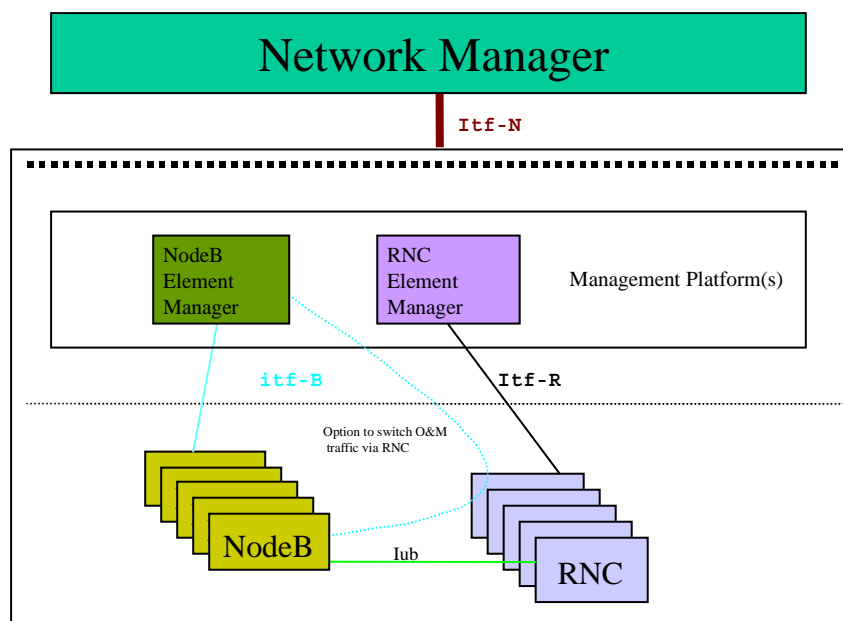 Network Manager
Itf-N
NodeB
Element
Manager
RNC
Element
Manager
Management Platform(s)
itf-B
Itf-R
Option to switch O&M
traffic via RNC
NodeB
Iub
RNC